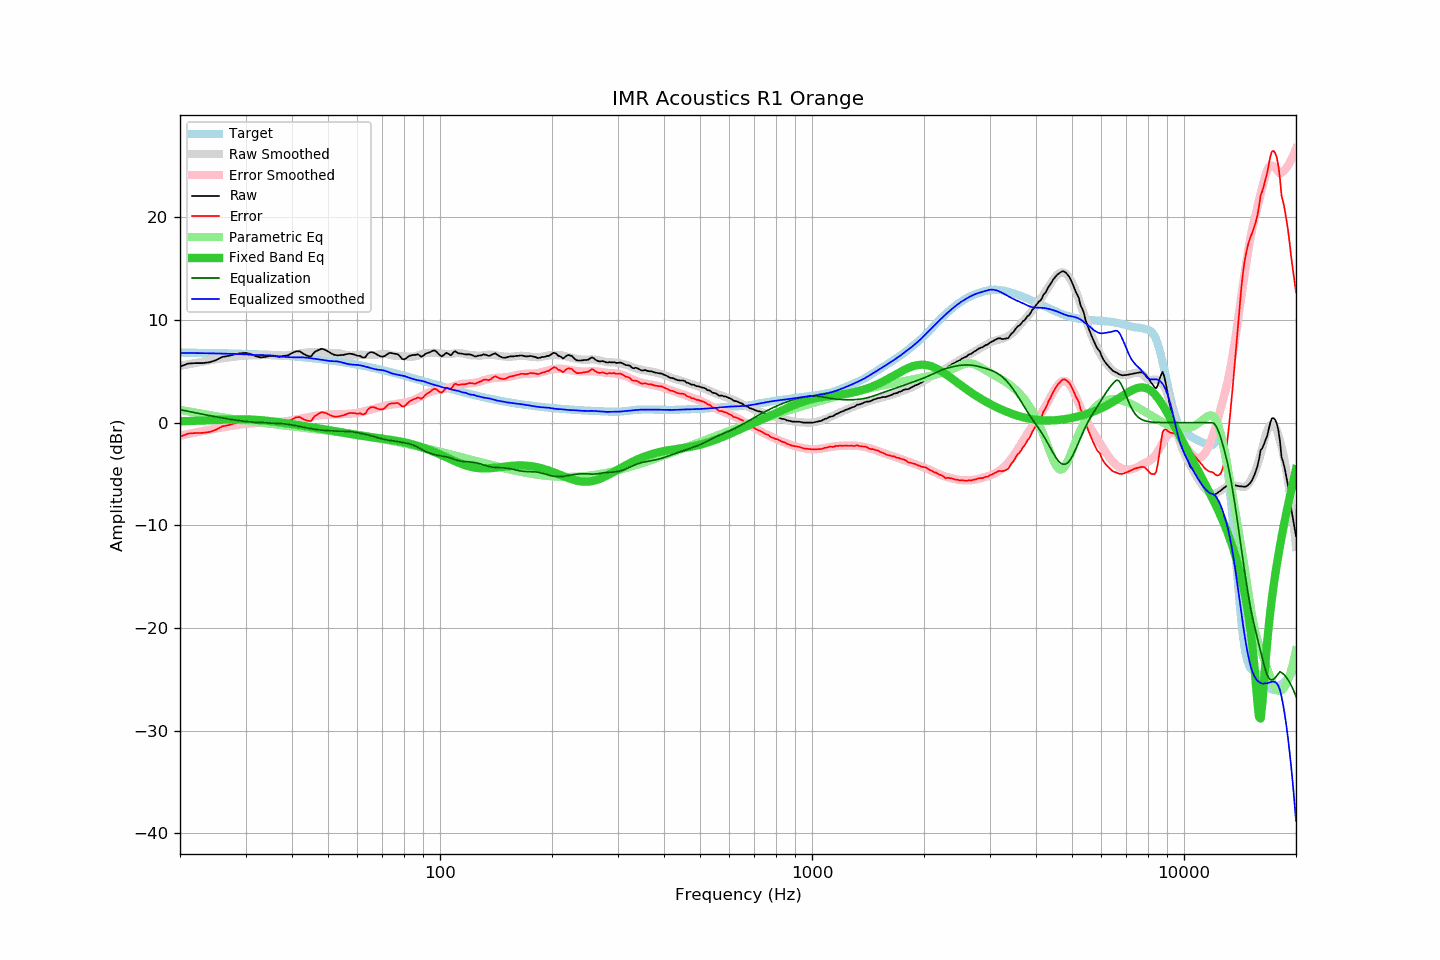 IMR Acoustics R1 Orange
Target
Raw Smoothed
Error Smoothed
Raw
Error
Parametric Eq
Fixed Band Eq
Equalization
Equalized smoothed
Amplitude (dBr)
20
10
0
−10
−20
−30
−40
100
1000
10000
Frequency (Hz)